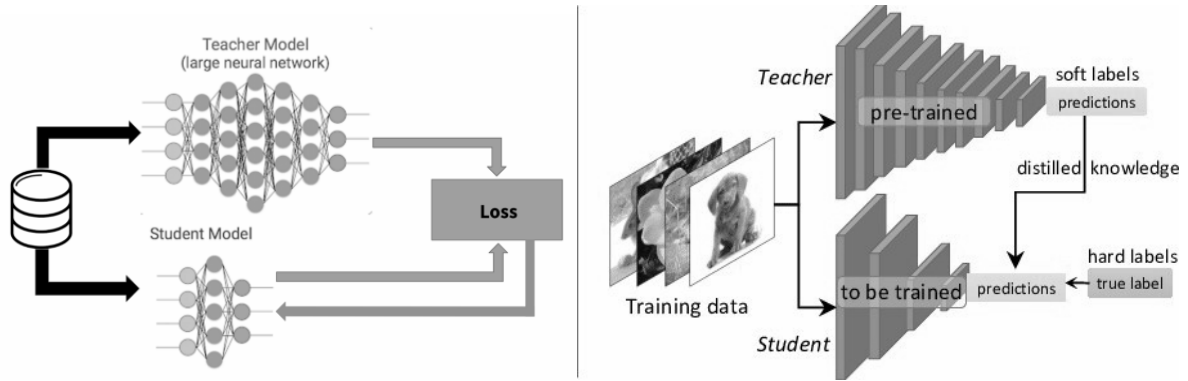 Teacher Model
(large neural network)
Loss
Student Model
Teacher
pre-trained
soft labels
predictions
distilled knowledge
Training data
to be trained
predictions
hard labels
true label
Student